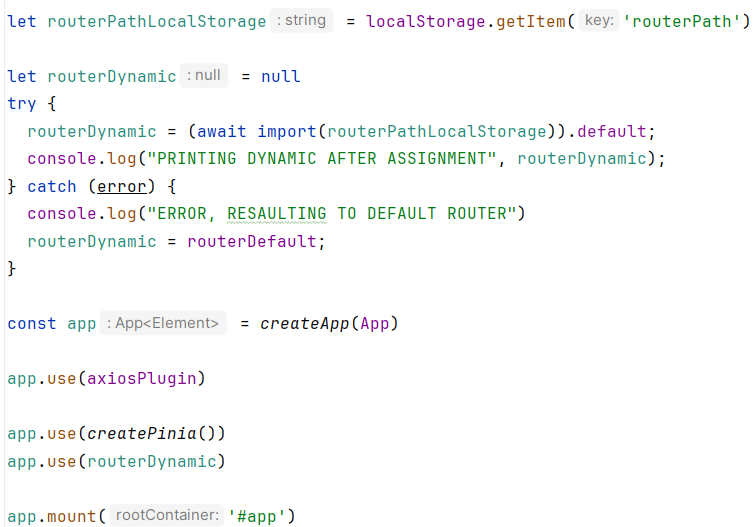 let routerPathLocalStorage : string = localStorage.getItem( key: 'routerPath')
let routerDynamic : null = null
try {
routerDynamic = (await import(routerPathLocalStorage)).default;
console.log("PRINTING DYNAMIC AFTER ASSIGNMENT", routerDynamic);
} catch (error) {
console.log("ERROR, RESAULTING TO DEFAULT ROUTER")
routerDynamic = routerDefault;
}
const app : App<Element> = createApp(App)
app.use(axiosPlugin)
app.use(createPinia())
app.use(routerDynamic)
app.mount( rootContainer: '#app')